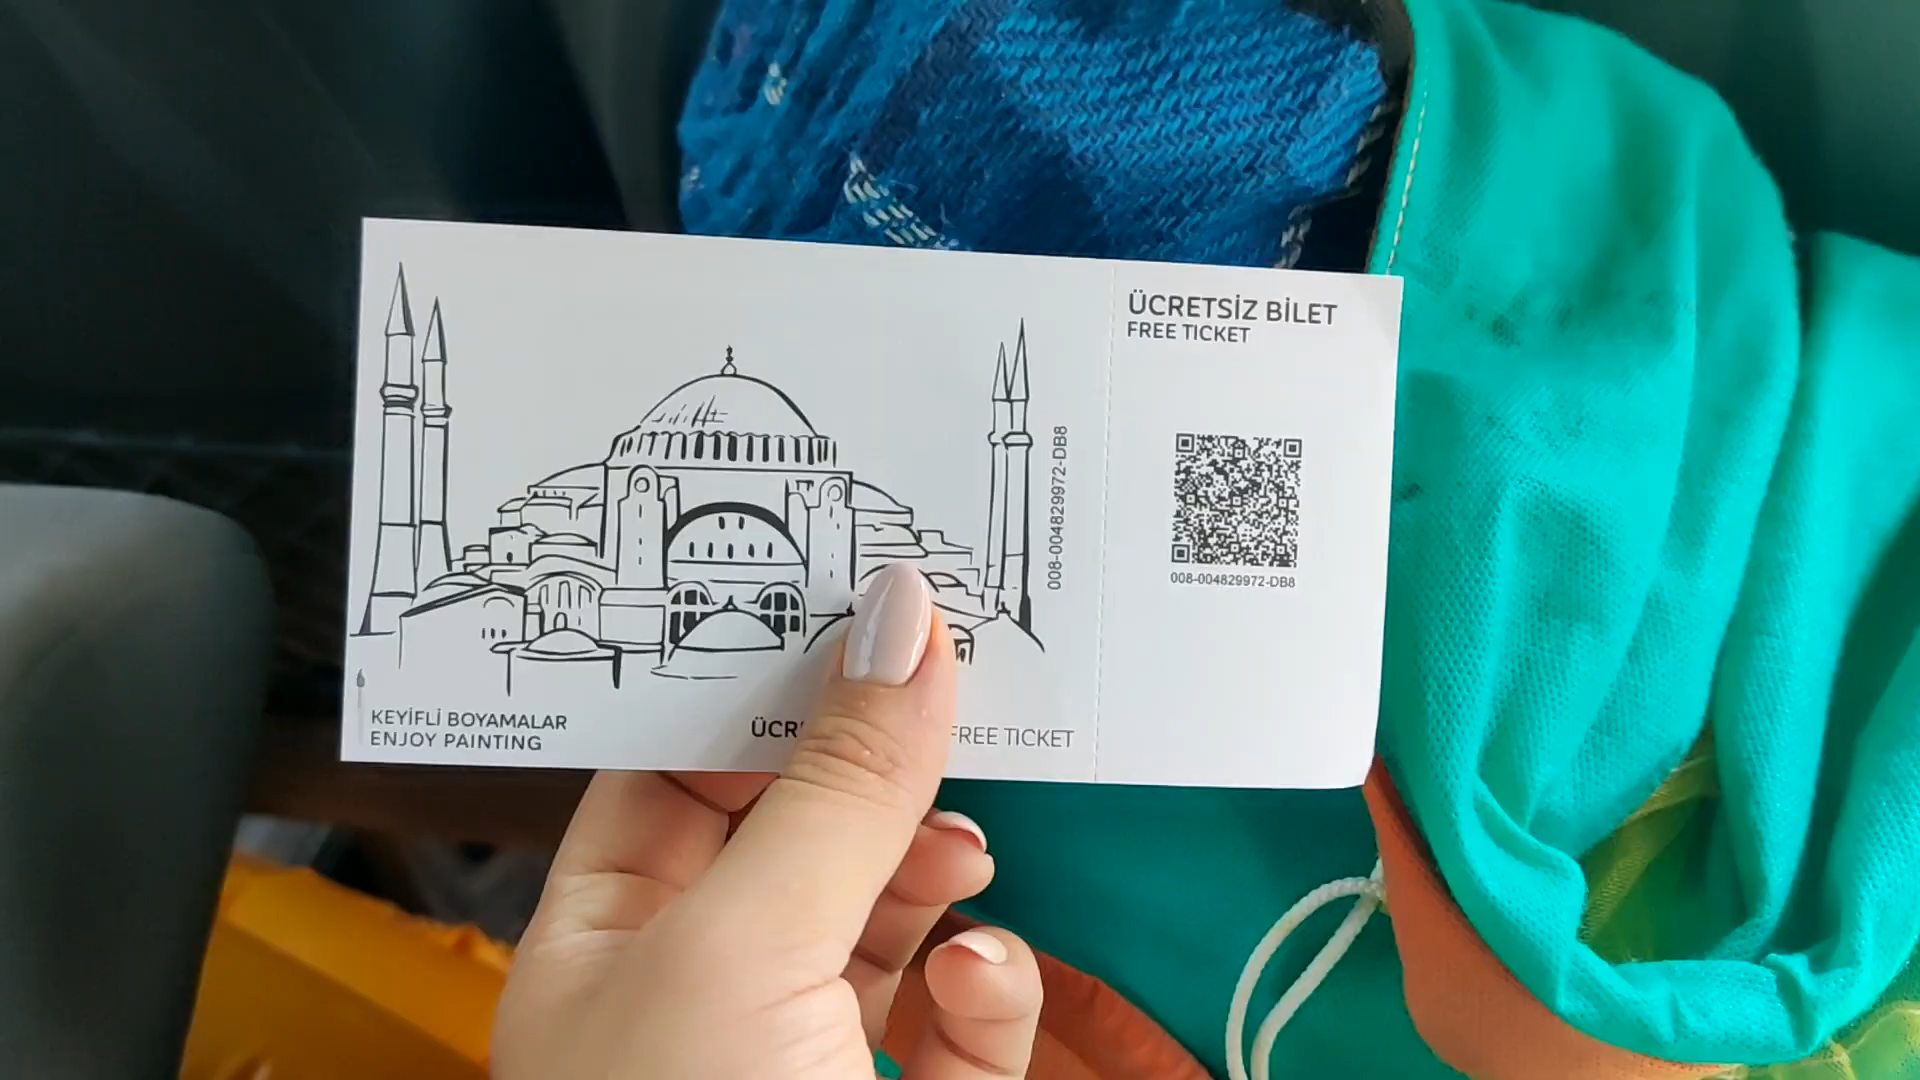 KEYİFLİ BOYAMALAR
ENJOY PAINTING
FREE TICKET
008-004829972-DB8
ÜCRETSİZ BİLET
FREE TICKET
008-004829972-DB8